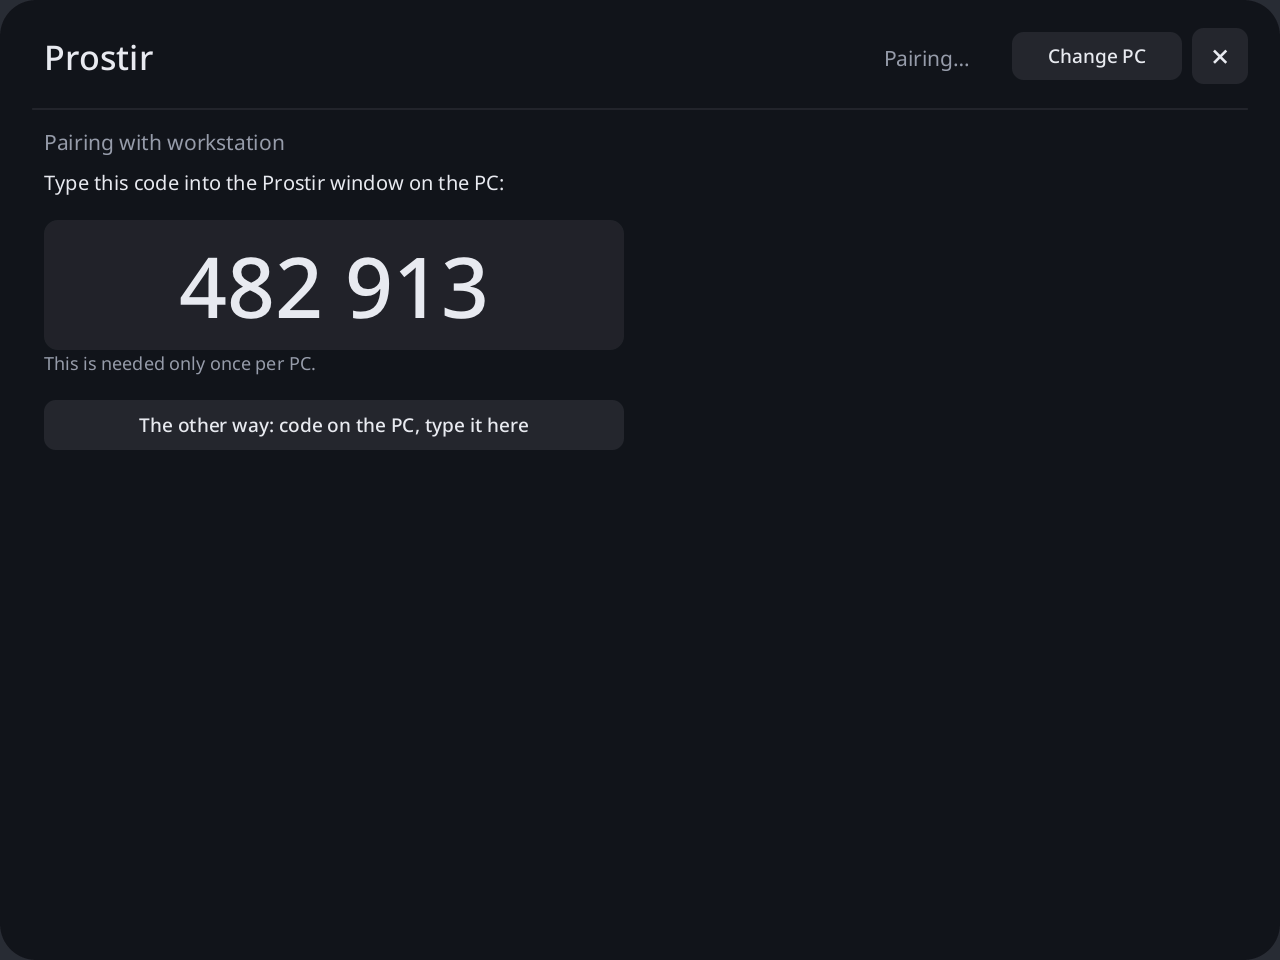 Prostir
Pairing...
Change PC
×
Pairing with workstation
Type this code into the Prostir window on the PC:
482 913
This is needed only once per PC.
The other way: code on the PC, type it here